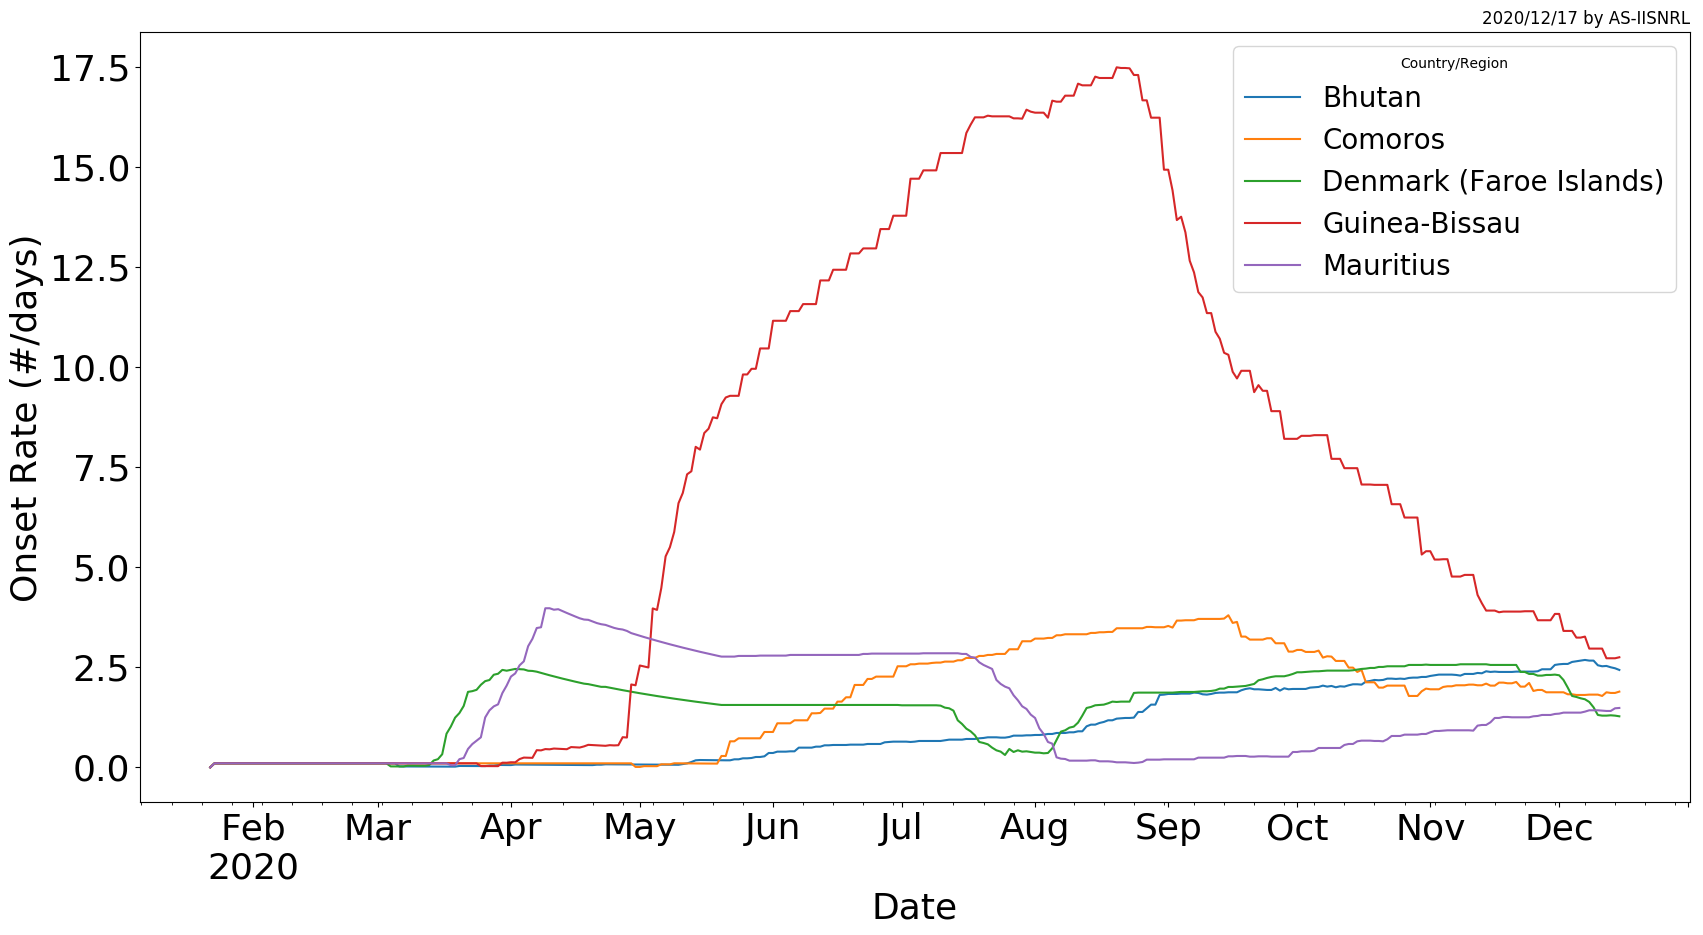 2020/12/17 by AS-IISNRL
Country/Region
Bhutan
Comoros
Denmark (Faroe Islands)
Guinea-Bissau
Mauritius
Onset Rate (#/days)
17.5
15.0
12.5
10.0
7.5
5.0
2.5
0.0
Feb Mar Apr May Jun Jul Aug Sep Oct Nov Dec
2020
Date